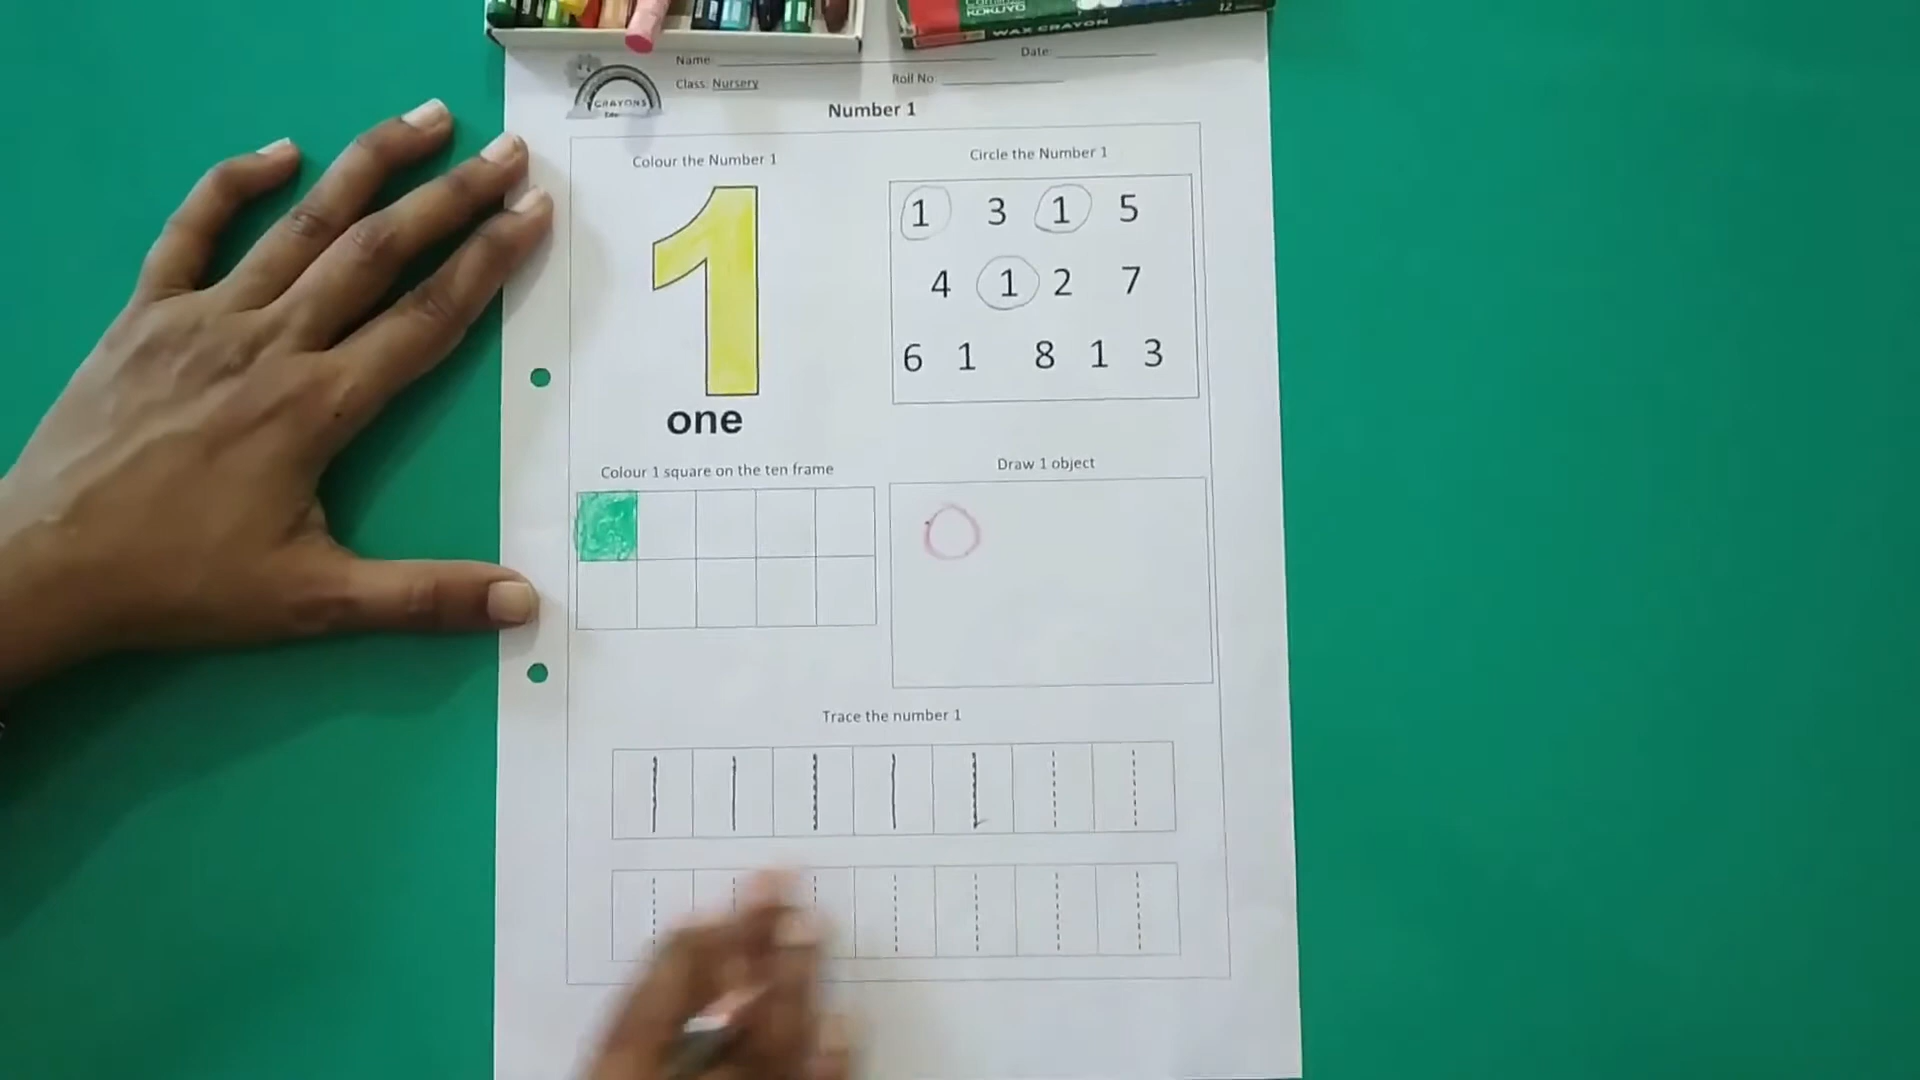 KOKUYO
WAX CRAYON
12
Name:
Date:
Class: Nursery
Roll No.
CRAYONS
Number 1
Colour the Number 1
Circle the Number 1
1 3 1 5
4 1 2 7
6 1 8 1 3
one
Colour 1 square on the ten frame
Draw 1 object
Trace the number 1